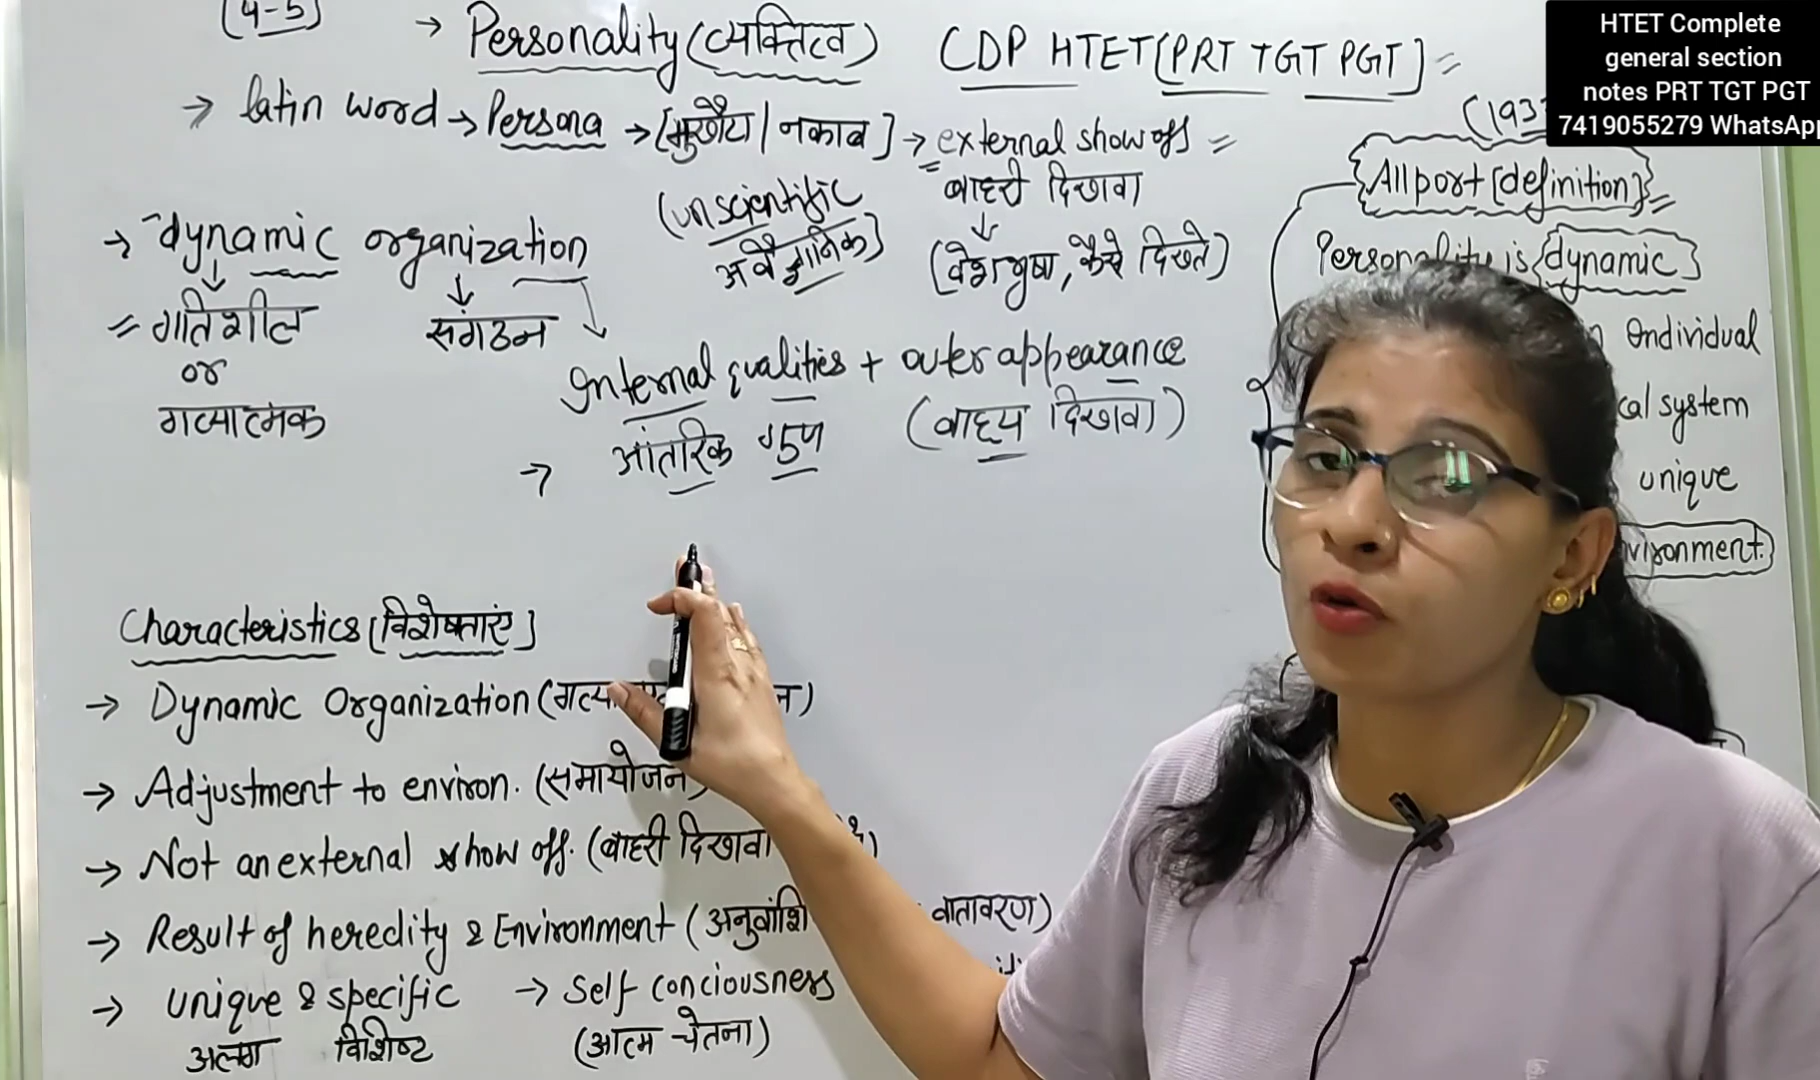 (4-5)
→ Personality (व्यक्तित्व) CDP HTET [PRT TGT PGT] =
→ latin word → Persona → [मुखौटा / नकाब] → external show off =
(unscientific
अवैज्ञानिक)
बाहरी दिखावा
↓
(वेशभूषा, कैसे दिखते)
→ dynamic organization
↓ ↓
= गतिशील संगठन
or
गत्यात्मक
Internal qualities + outer appearance
→ आंतरिक गुण (बाह्य दिखावा)
(193
Allport [definition] =
Personality is dynamic
Individual
cal system
unique
vironment.
Characteristics [विशेषताएं]
→ Dynamic Organization (गत्या न)
→ Adjustment to environ. (समायोजन)
→ Not an external show off. (बाहरी दिखावा
→ Result of heredity & Environment (अनुवांशि वातावरण)
→ unique & specific → Self conciousness
अलग विशिष्ट (आत्म चेतना)
HTET Complete
general section
notes PRT TGT PGT
7419055279 WhatsApp